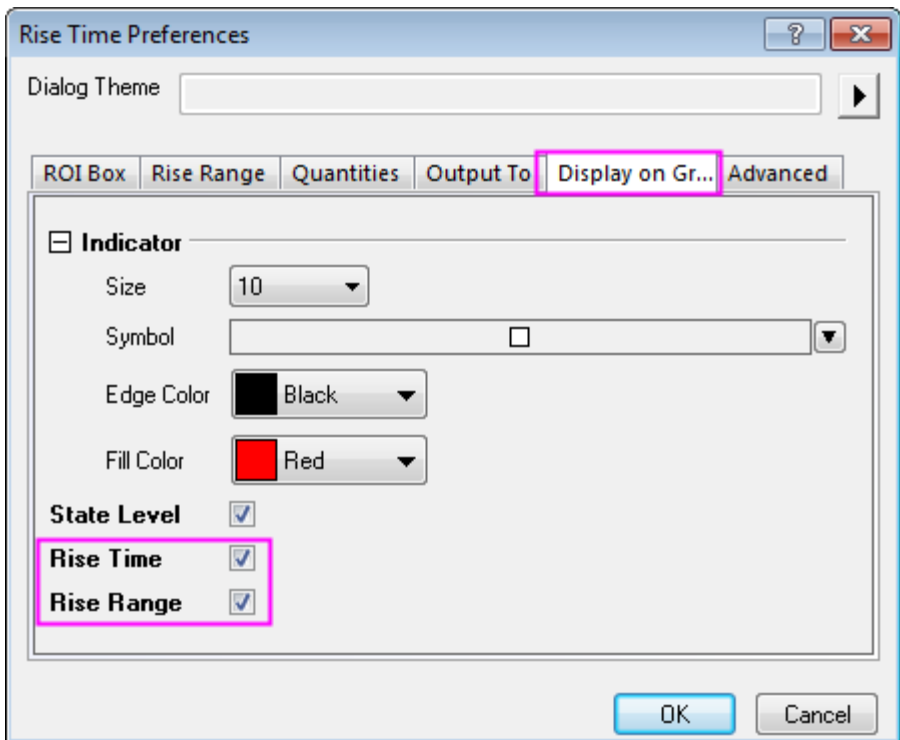 Rise Time Preferences
Dialog Theme
ROI Box Rise Range Quantities Output To Display on Gr... Advanced
Indicator
Size 10
Symbol
Edge Color Black
Fill Color Red
State Level
Rise Time
Rise Range
OK Cancel